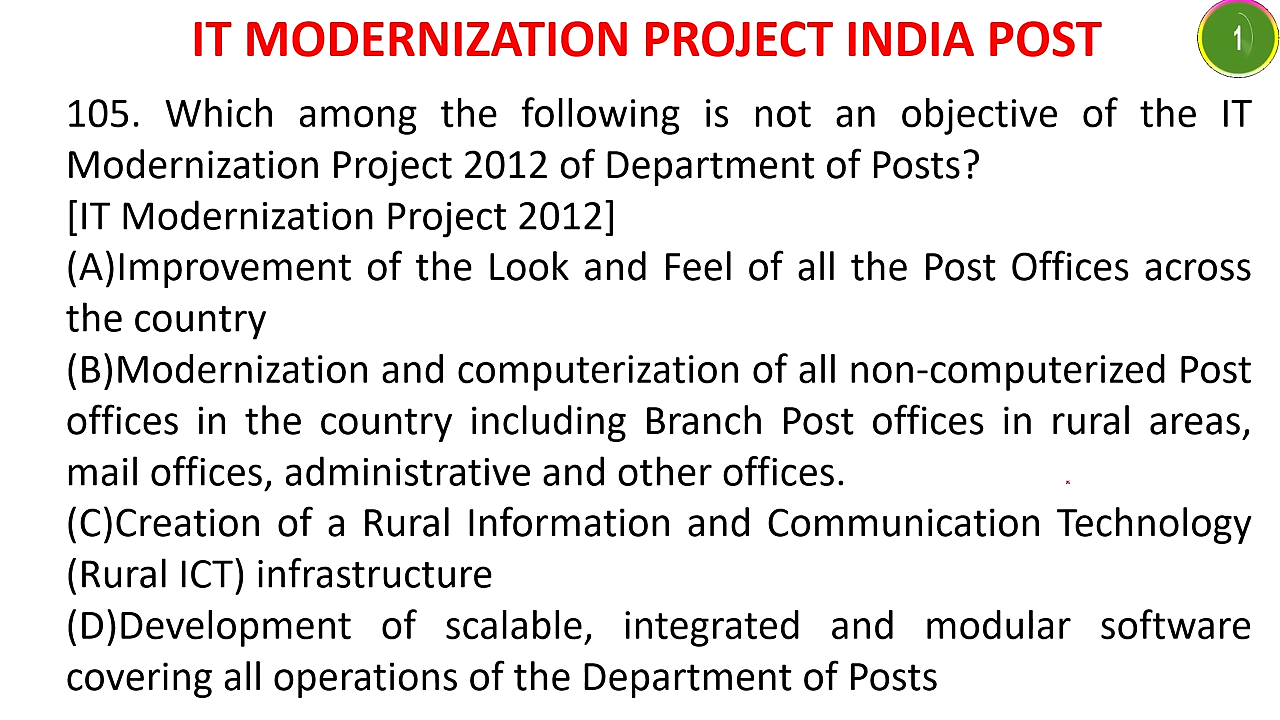 IT MODERNIZATION PROJECT INDIA POST
1
105. Which among the following is not an objective of the IT
Modernization Project 2012 of Department of Posts?
[IT Modernization Project 2012]
(A)Improvement of the Look and Feel of all the Post Offices across
the country
(B)Modernization and computerization of all non-computerized Post
offices in the country including Branch Post offices in rural areas,
mail offices, administrative and other offices.
(C)Creation of a Rural Information and Communication Technology
(Rural ICT) infrastructure
(D)Development of scalable, integrated and modular software
covering all operations of the Department of Posts